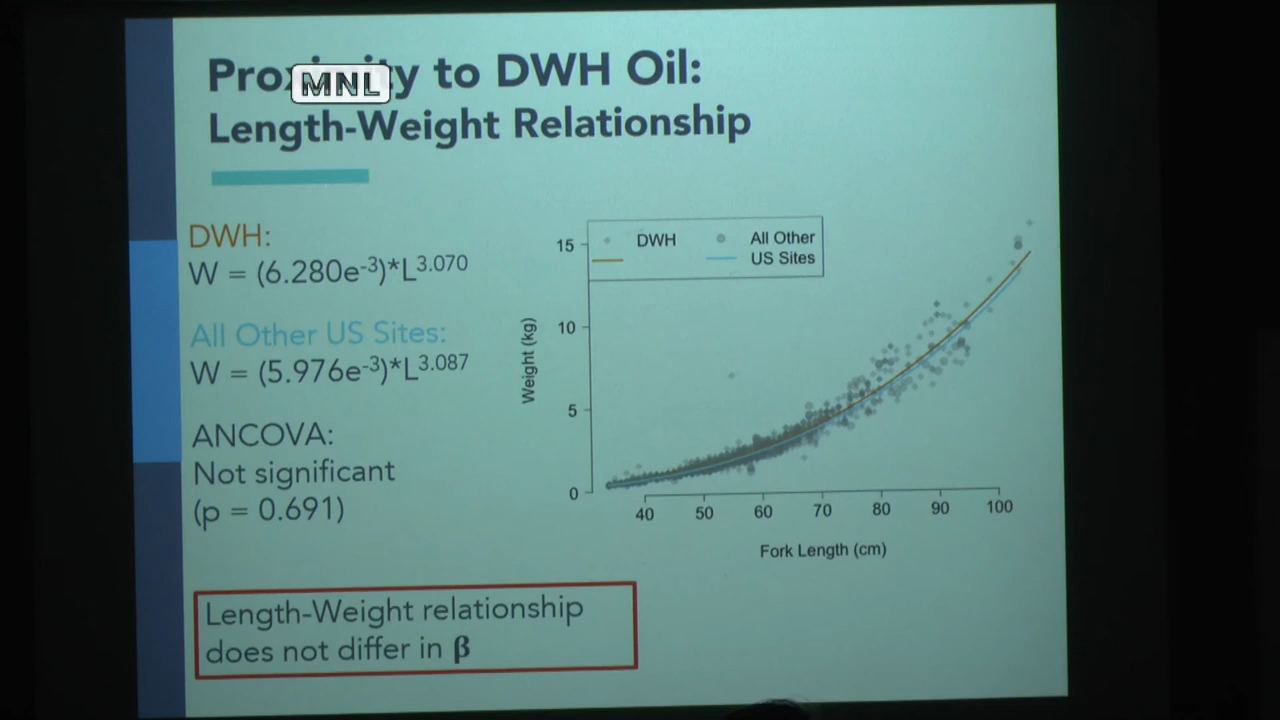 Proximity to DWH Oil:
MNL
Length-Weight Relationship
DWH:
W = (6.280e⁻³)*L³·⁰⁷⁰
All Other US Sites:
W = (5.976e⁻³)*L³·⁰⁸⁷
ANCOVA:
Not significant
(p = 0.691)
Length-Weight relationship
does not differ in β
DWH
All Other
US Sites
15
10
5
0
Weight (kg)
40 50 60 70 80 90 100
Fork Length (cm)